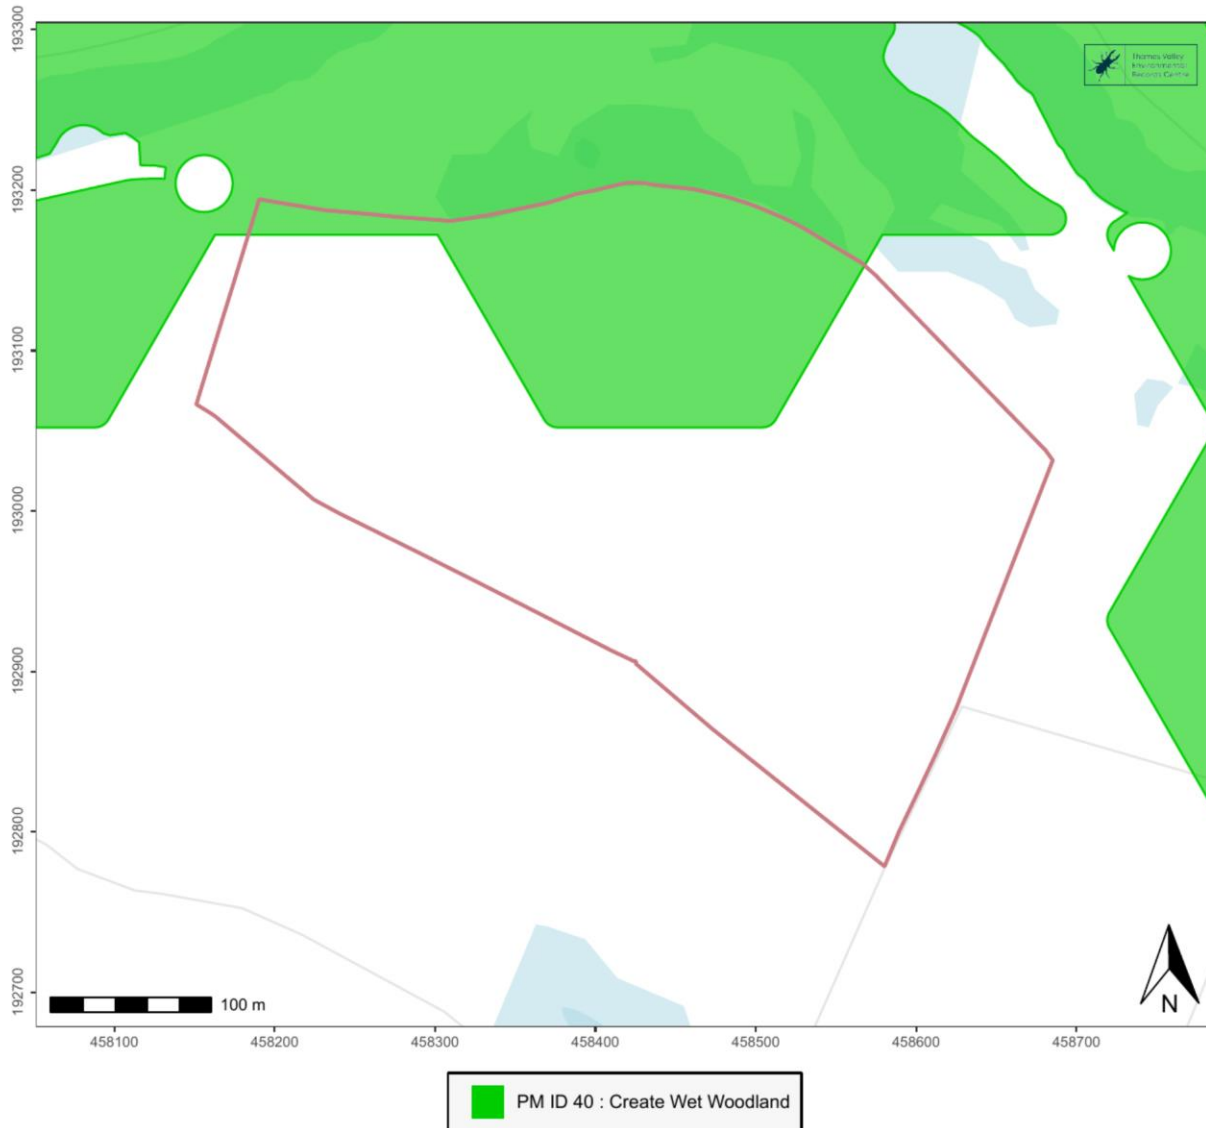 Thames Valley
Environmental
Records Centre
193300
193200
193100
193000
192900
192800
192700
100 m
N
458100 458200 458300 458400 458500 458600 458700
PM ID 40 : Create Wet Woodland